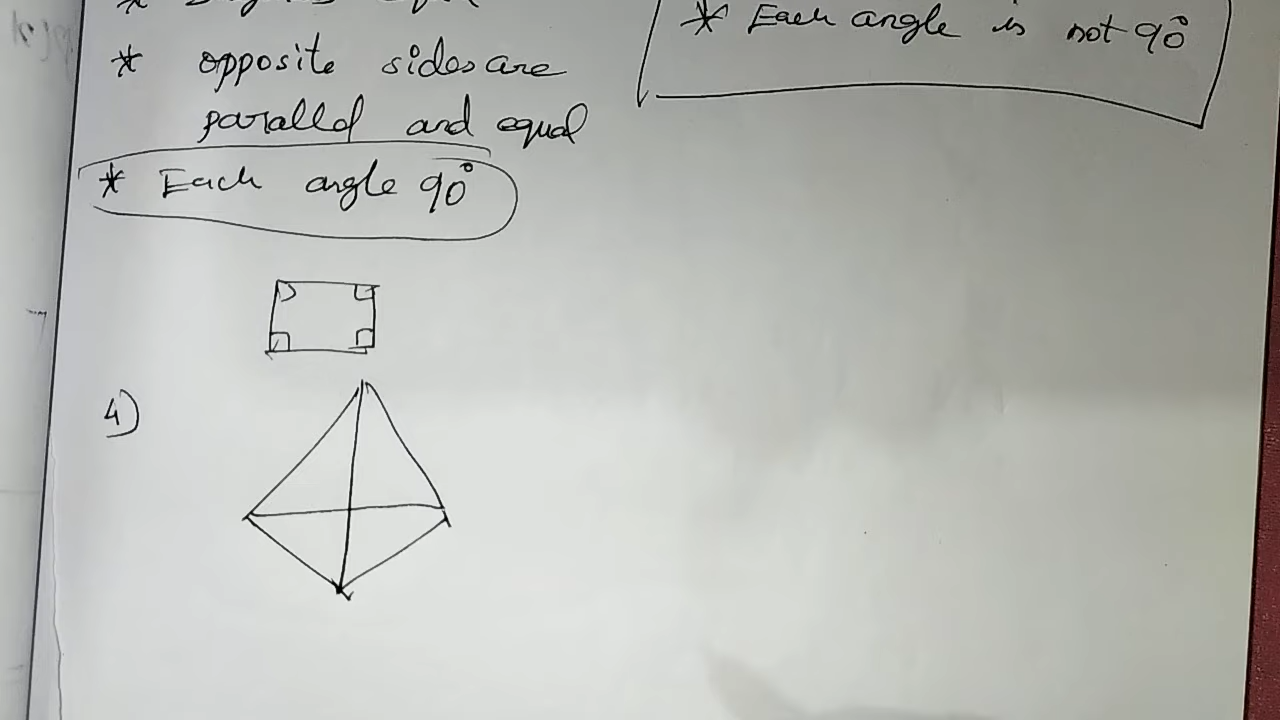 * opposite sides are
parallel and equal
* Each angle 90°
* Each angle is not 90°
4)